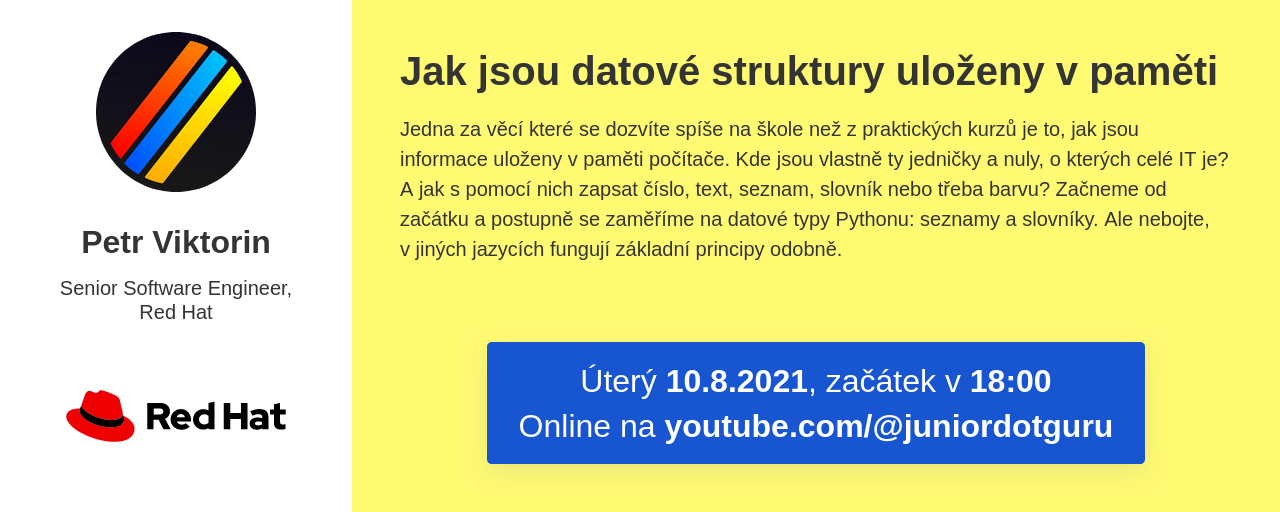 Petr Viktorin
Senior Software Engineer,
Red Hat
Red Hat
Jak jsou datové struktury uloženy v paměti
Jedna za věcí které se dozvíte spíše na škole než z praktických kurzů je to, jak jsou
informace uloženy v paměti počítače. Kde jsou vlastně ty jedničky a nuly, o kterých celé IT je?
A jak s pomocí nich zapsat číslo, text, seznam, slovník nebo třeba barvu? Začneme od
začátku a postupně se zaměříme na datové typy Pythonu: seznamy a slovníky. Ale nebojte,
v jiných jazycích fungují základní principy odobně.
Úterý 10.8.2021, začátek v 18:00
Online na youtube.com/@juniordotguru